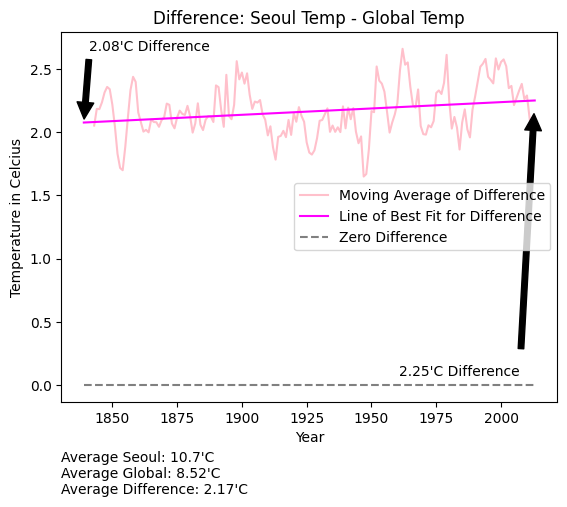 Difference: Seoul Temp - Global Temp
2.08'C Difference
2.5
2.0
1.5
1.0
0.5
0.0
Temperature in Celcius
Moving Average of Difference
Line of Best Fit for Difference
Zero Difference
2.25'C Difference
1850 1875 1900 1925 1950 1975 2000
Year
Average Seoul: 10.7'C
Average Global: 8.52'C
Average Difference: 2.17'C